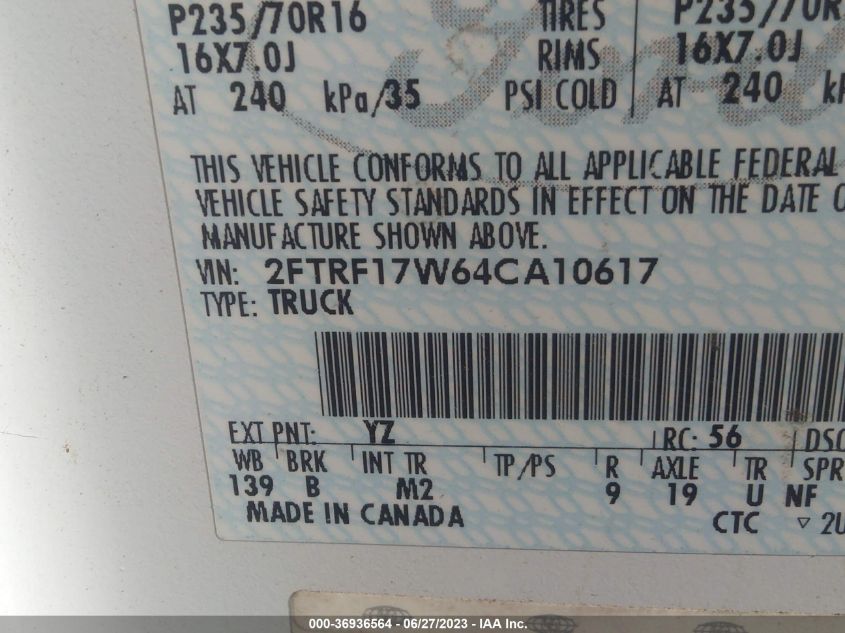 P235/70R16 TIRES P235/70R
16X7.0J RIMS 16X7.0J
AT 240 kPa/35 PSI COLD AT 240
THIS VEHICLE CONFORMS TO ALL APPLICABLE FEDERAL
VEHICLE SAFETY STANDARDS IN EFFECT ON THE DATE O
MANUFACTURE SHOWN ABOVE.
VIN: 2FTRF17W64CA10617
TYPE: TRUCK
EXT PNT: YZ RC: 56 DSO
WB BRK INT TR TP/PS R AXLE TR SPR
139 B M2 9 19 U NF
MADE IN CANADA
CTC ▽ 2U
000-36936564 | 06/27/2023 | IAA Inc.